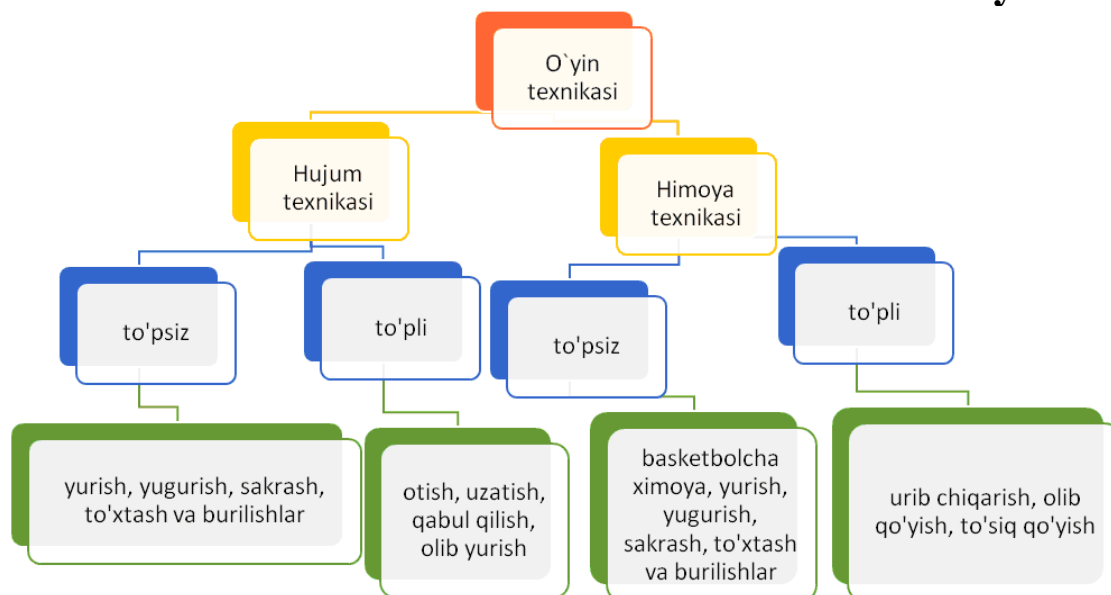 O`yin
texnikasi
Hujum
texnikasi
Himoya
texnikasi
to'psiz
to'pli
to'psiz
to'pli
yurish, yugurish, sakrash,
to'xtash va burilishlar
otish, uzatish,
qabul qilish,
olib yurish
basketbolcha
ximoya, yurish,
yugurish,
sakrash, to'xtash
va burilishlar
urib chiqarish, olib
qo'yish, to'siq qo'yish